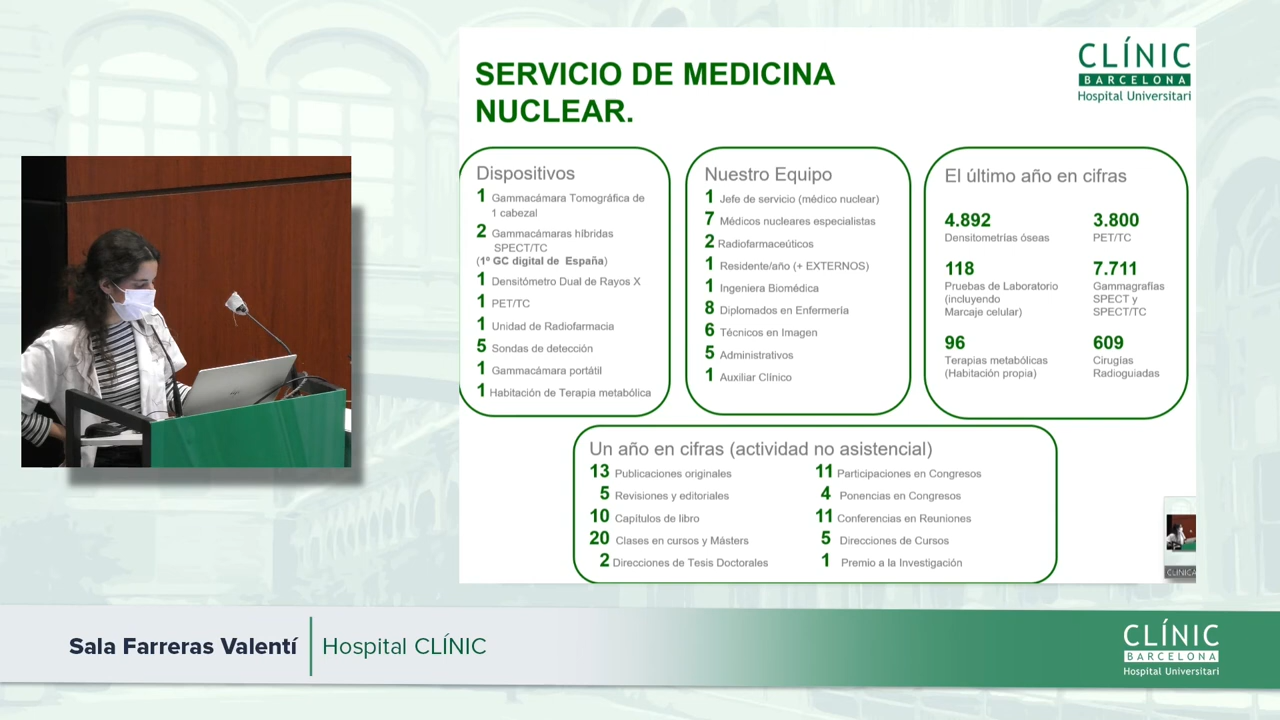 SERVICIO DE MEDICINA
NUCLEAR.
CLÍNIC
BARCELONA
Hospital Universitari
Dispositivos
1 Gammacámara Tomográfica de
1 cabezal
2 Gammacámaras híbridas
SPECT/TC
(1º GC digital de España)
1 Densitómetro Dual de Rayos X
1 PET/TC
1 Unidad de Radiofarmacia
5 Sondas de detección
1 Gammacámara portátil
1 Habitación de Terapia metabólica
Nuestro Equipo
1 Jefe de servicio (médico nuclear)
7 Médicos nucleares especialistas
2 Radiofarmaceúticos
1 Residente/año (+ EXTERNOS)
1 Ingeniera Biomédica
8 Diplomados en Enfermería
6 Técnicos en Imagen
5 Administrativos
1 Auxiliar Clínico
El último año en cifras
4.892
Densitometrías óseas
3.800
PET/TC
118
Pruebas de Laboratorio
(incluyendo
Marcaje celular)
7.711
Gammagrafías
SPECT y
SPECT/TC
96
Terapias metabólicas
(Habitación propia)
609
Cirugías
Radioguiadas
Un año en cifras (actividad no asistencial)
13 Publicaciones originales
5 Revisiones y editoriales
10 Capítulos de libro
20 Clases en cursos y Másters
2 Direcciones de Tesis Doctorales
11 Participaciones en Congresos
4 Ponencias en Congresos
11 Conferencias en Reuniones
5 Direcciones de Cursos
1 Premio a la Investigación
CLINICA
Sala Farreras Valentí
Hospital CLÍNIC
CLÍNIC
BARCELONA
Hospital Universitari